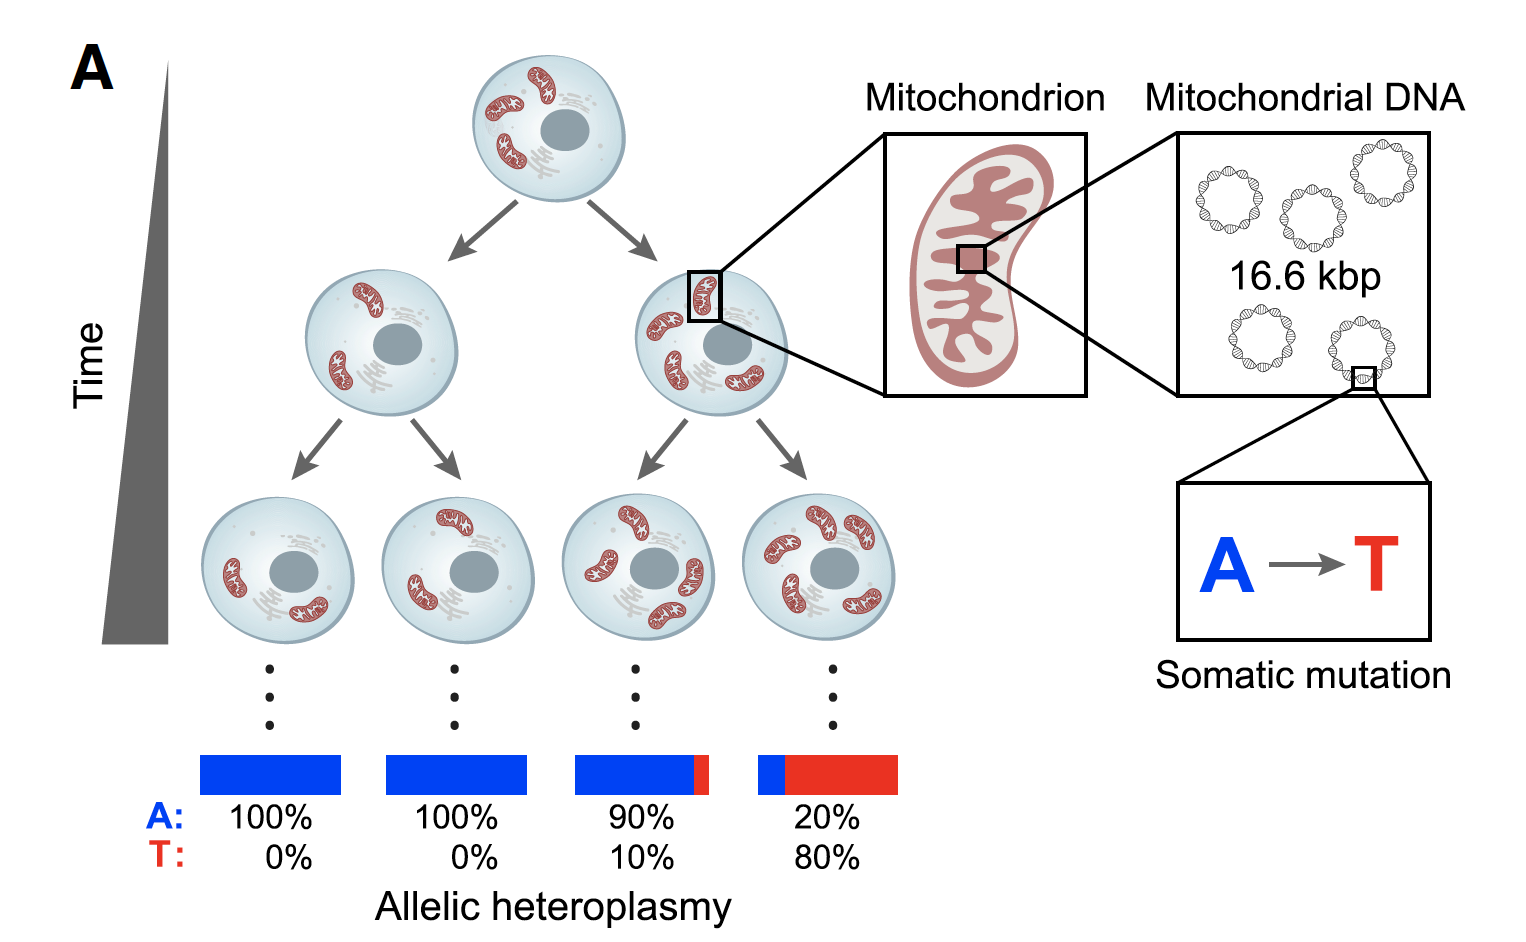 A
Mitochondrion
Mitochondrial DNA
16.6 kbp
Time
A T
Somatic mutation
A: 100% 100% 90% 20%
T: 0% 0% 10% 80%
Allelic heteroplasmy